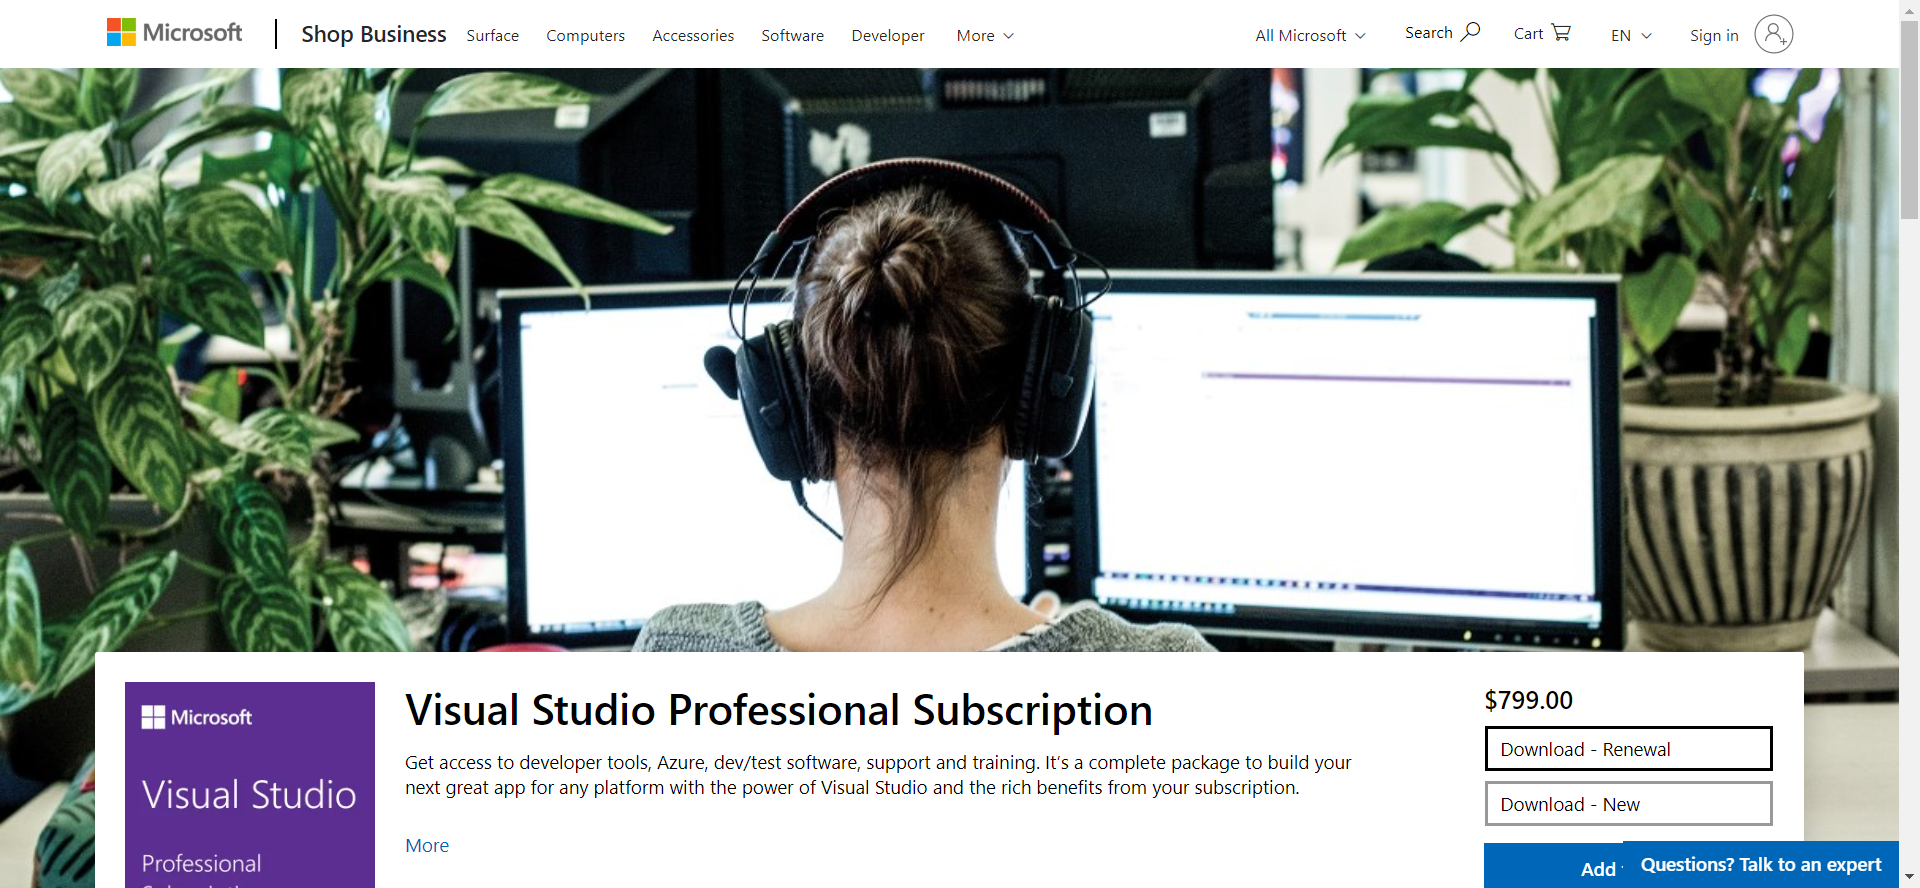 Microsoft
Shop Business
Surface
Computers
Accessories
Software
Developer
More
All Microsoft
Search
Cart
EN
Sign in
Microsoft
Visual Studio
Professional
Visual Studio Professional Subscription
Get access to developer tools, Azure, dev/test software, support and training. It's a complete package to build your
next great app for any platform with the power of Visual Studio and the rich benefits from your subscription.
More
$799.00
Download - Renewal
Download - New
Add
Questions? Talk to an expert